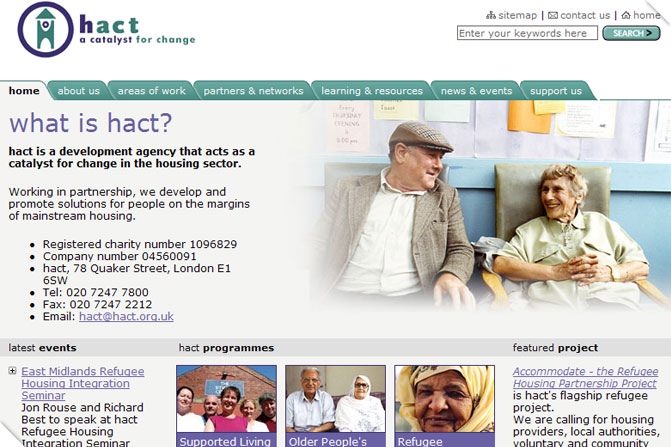 hact
a catalyst for change
sitemap | contact us | home
Enter your keywords here
SEARCH >
home
about us
areas of work
partners & networks
learning & resources
news & events
support us
what is hact?
hact is a development agency that acts as a
catalyst for change in the housing sector.
Working in partnership, we develop and
promote solutions for people on the margins
of mainstream housing.
• Registered charity number 1096829
• Company number 04560091
• hact, 78 Quaker Street, London E1
6SW
• Tel: 020 7247 7800
• Fax: 020 7247 2212
• Email: hact@hact.org.uk
Every
THURSDAY
EVENING
latest events
East Midlands Refugee
Housing Integration
Seminar
Jon Rouse and Richard
Best to speak at hact
Refugee Housing
Integration Seminar
hact programmes
Supported Living
Older People's
Refugee
featured project
Accommodate - the Refugee
Housing Partnership Project
is hact's flagship refugee
project.
We are calling for housing
providers, local authorities,
voluntary and community